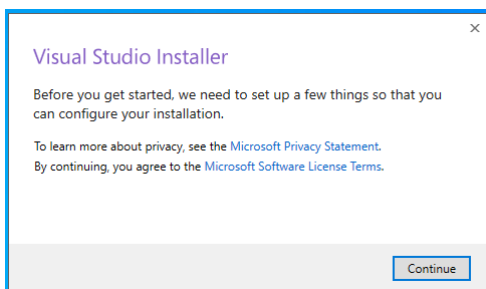 Visual Studio Installer
Before you get started, we need to set up a few things so that you
can configure your installation.
To learn more about privacy, see the Microsoft Privacy Statement.
By continuing, you agree to the Microsoft Software License Terms.
Continue